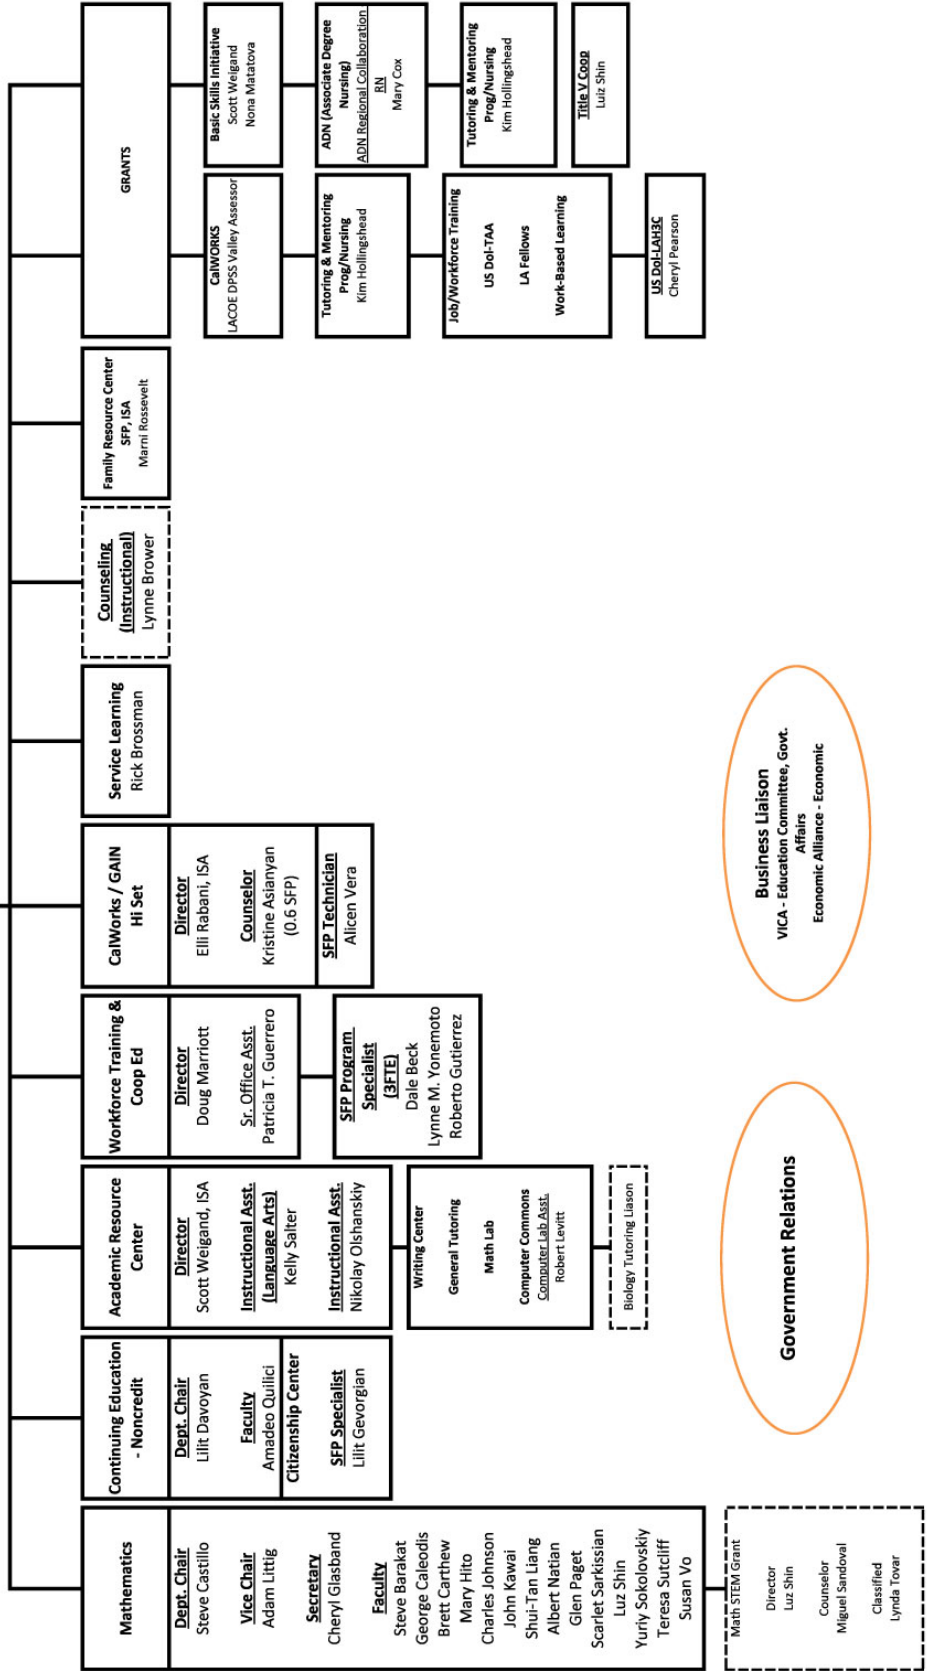 Mathematics
Dept. Chair
Steve Castillo
Vice Chair
Adam Littig
Secretary
Cheryl Glasband
Faculty
Steve Barakat
George Caleodis
Brett Carthew
Mary Hito
Charles Johnson
John Kawai
Shui-Tan Liang
Albert Natian
Glen Paget
Scarlet Sarkissian
Luz Shin
Yuriy Sokolovskiy
Teresa Sutcliff
Susan Vo
Math STEM Grant
Director
Luz Shin
Counselor
Miguel Sandoval
Classified
Lynda Tovar
Continuing Education
- Noncredit
Dept. Chair
Lilit Davoyan
Faculty
Amadeo Quilici
Citizenship Center
SFP Specialist
Lilit Gevorgian
Academic Resource
Center
Director
Scott Weigand, ISA
Instructional Asst.
(Language Arts)
Kelly Salter
Instructional Asst.
Nikolay Olshanskiy
Writing Center
General Tutoring
Math Lab
Computer Commons
Computer Lab Asst.
Robert Levitt
Biology Tutoring Liason
Workforce Training &
Coop Ed
Director
Doug Marriott
Sr. Office Asst.
Patricia T. Guerrero
SFP Program
Specialist
(3FTE)
Dale Beck
Lynne M. Yonemoto
Roberto Gutierrez
CalWorks / GAIN
Hi Set
Director
Elli Rabani, ISA
Counselor
Kristine Asianyan
(0.6 SFP)
SFP Technician
Alicen Vera
Service Learning
Rick Brossman
Counseling
(Instructional)
Lynne Brower
Family Resource Center
SFP, ISA
Marni Rossevelt
GRANTS
CalWORKS
LACOE DPSS Valley Assessor
Tutoring & Mentoring
Prog/Nursing
Kim Hollingshead
Job/Workforce Training
US Dol-TAA
LA Fellows
Work-Based Learning
US Dol-LAH3C
Cheryl Pearson
Basic Skills Initiative
Scott Weigand
Nona Matatova
ADN (Associate Degree
Nursing)
ADN Regional Collaboration
RN
Mary Cox
Tutoring & Mentoring
Prog/Nursing
Kim Hollingshead
Title V Coop
Luiz Shin
Government Relations
Business Liaison
VICA - Education Committee, Govt.
Affairs
Economic Alliance - Economic